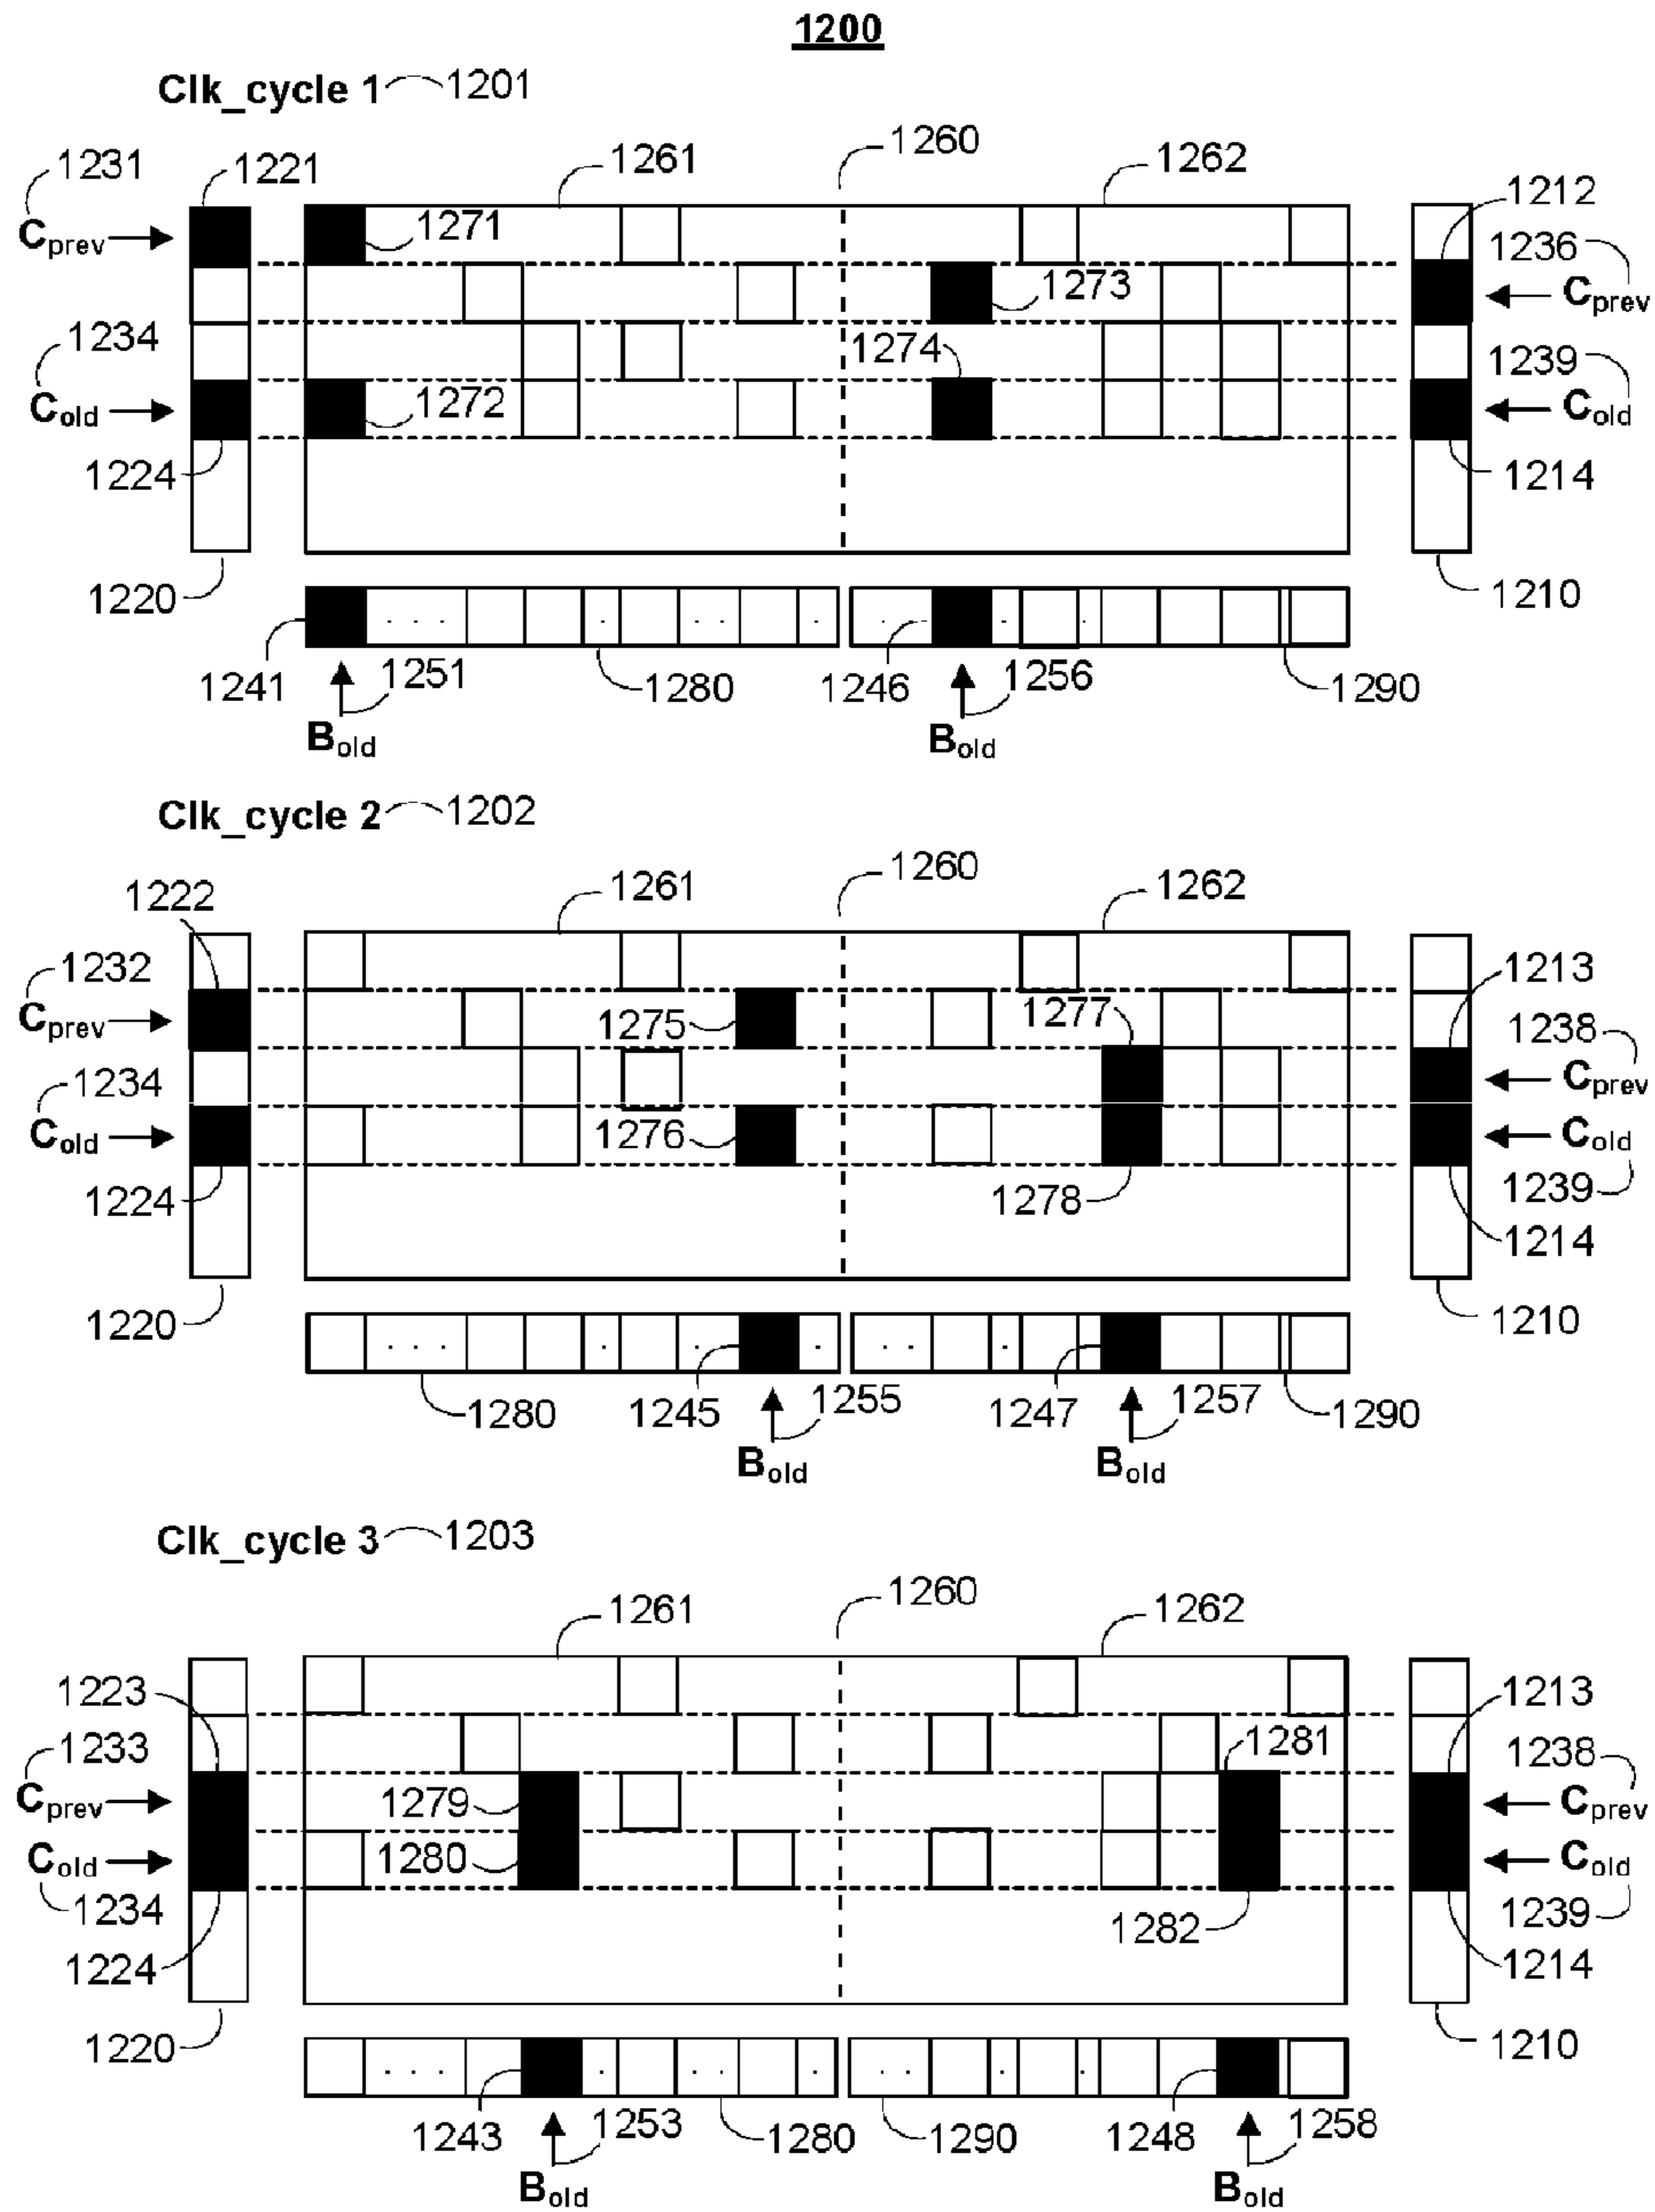 1200
Clk_cycle 1 1201
1231 1221 1261 1260 1262 1212
Cprev 1271 1236
1273 Cprev
1234 1274 1239
Cold 1272 Cold
1224 1214
1220 . . . . . . . . . . . . 1210
1241 1251 1280 1246 1256 1290
Bold Bold
Clk_cycle 2 1202
1222 1261 1260 1262
1232 1213
Cprev 1275 1277 1238
1234 Cprev
Cold 1276 Cold
1224 1278 1239
1214
1220 . . . . . . . . . . 1210
1280 1245 1255 1247 1257 1290
Bold Bold
Clk_cycle 3 1203
1261 1260 1262
1223 1213
1233 1281 1238
Cprev 1279 Cprev
Cold 1280 Cold
1234 1282 1239
1224 1214
1220 . . . . . . . . . . . 1210
1243 1253 1280 1290 1248 1258
Bold Bold